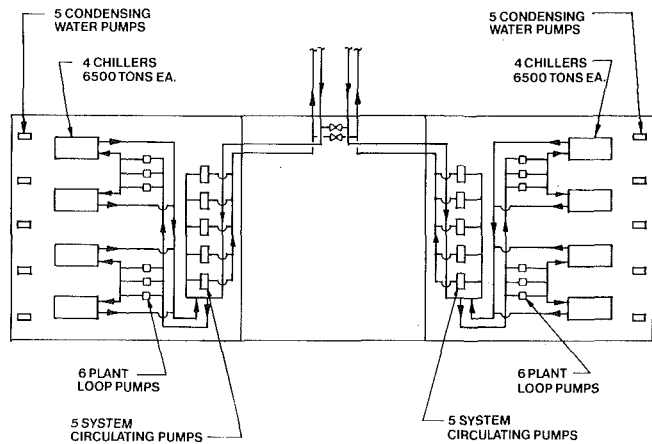 5 CONDENSING
WATER PUMPS
4 CHILLERS
6500 TONS EA.
5 CONDENSING
WATER PUMPS
4 CHILLERS
6500 TONS EA.
6 PLANT
LOOP PUMPS
5 SYSTEM
CIRCULATING PUMPS
6 PLANT
LOOP PUMPS
5 SYSTEM
CIRCULATING PUMPS